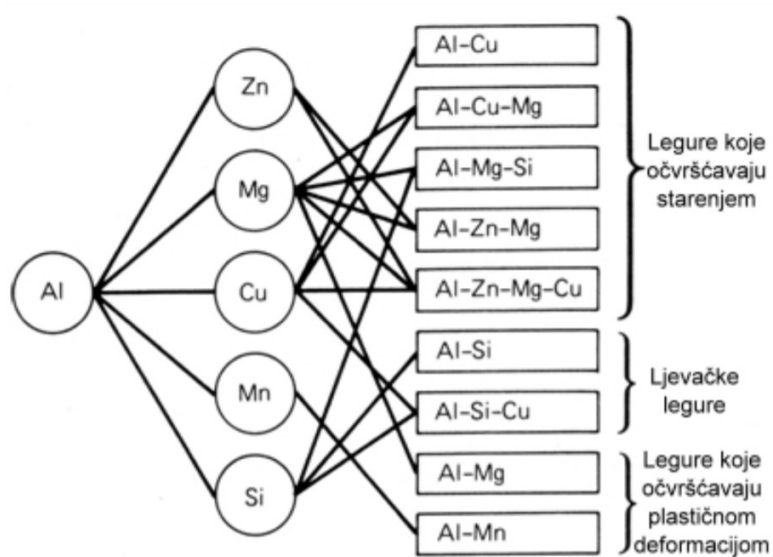 Al
Zn
Mg
Cu
Mn
Si
Al-Cu
Al-Cu-Mg
Al-Mg-Si
Al-Zn-Mg
Al-Zn-Mg-Cu
Al-Si
Al-Si-Cu
Al-Mg
Al-Mn
Legure koje
očvršćavaju
starenjem
Ljevačke
legure
Legure koje
očvršćavaju
plastičnom
deformacijom